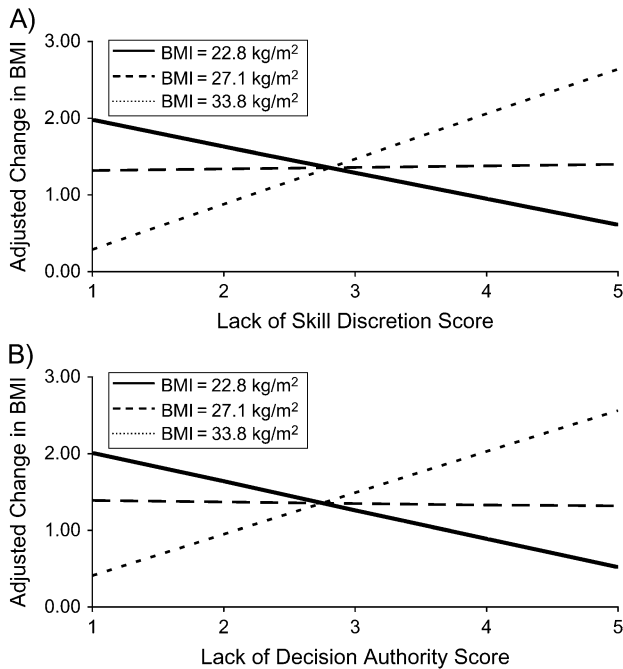 A)
Adjusted Change in BMI
3.00
2.00
1.00
0.00
BMI = 22.8 kg/m²
BMI = 27.1 kg/m²
BMI = 33.8 kg/m²
1 2 3 4 5
Lack of Skill Discretion Score
B)
Adjusted Change in BMI
3.00
2.00
1.00
0.00
BMI = 22.8 kg/m²
BMI = 27.1 kg/m²
BMI = 33.8 kg/m²
1 2 3 4 5
Lack of Decision Authority Score